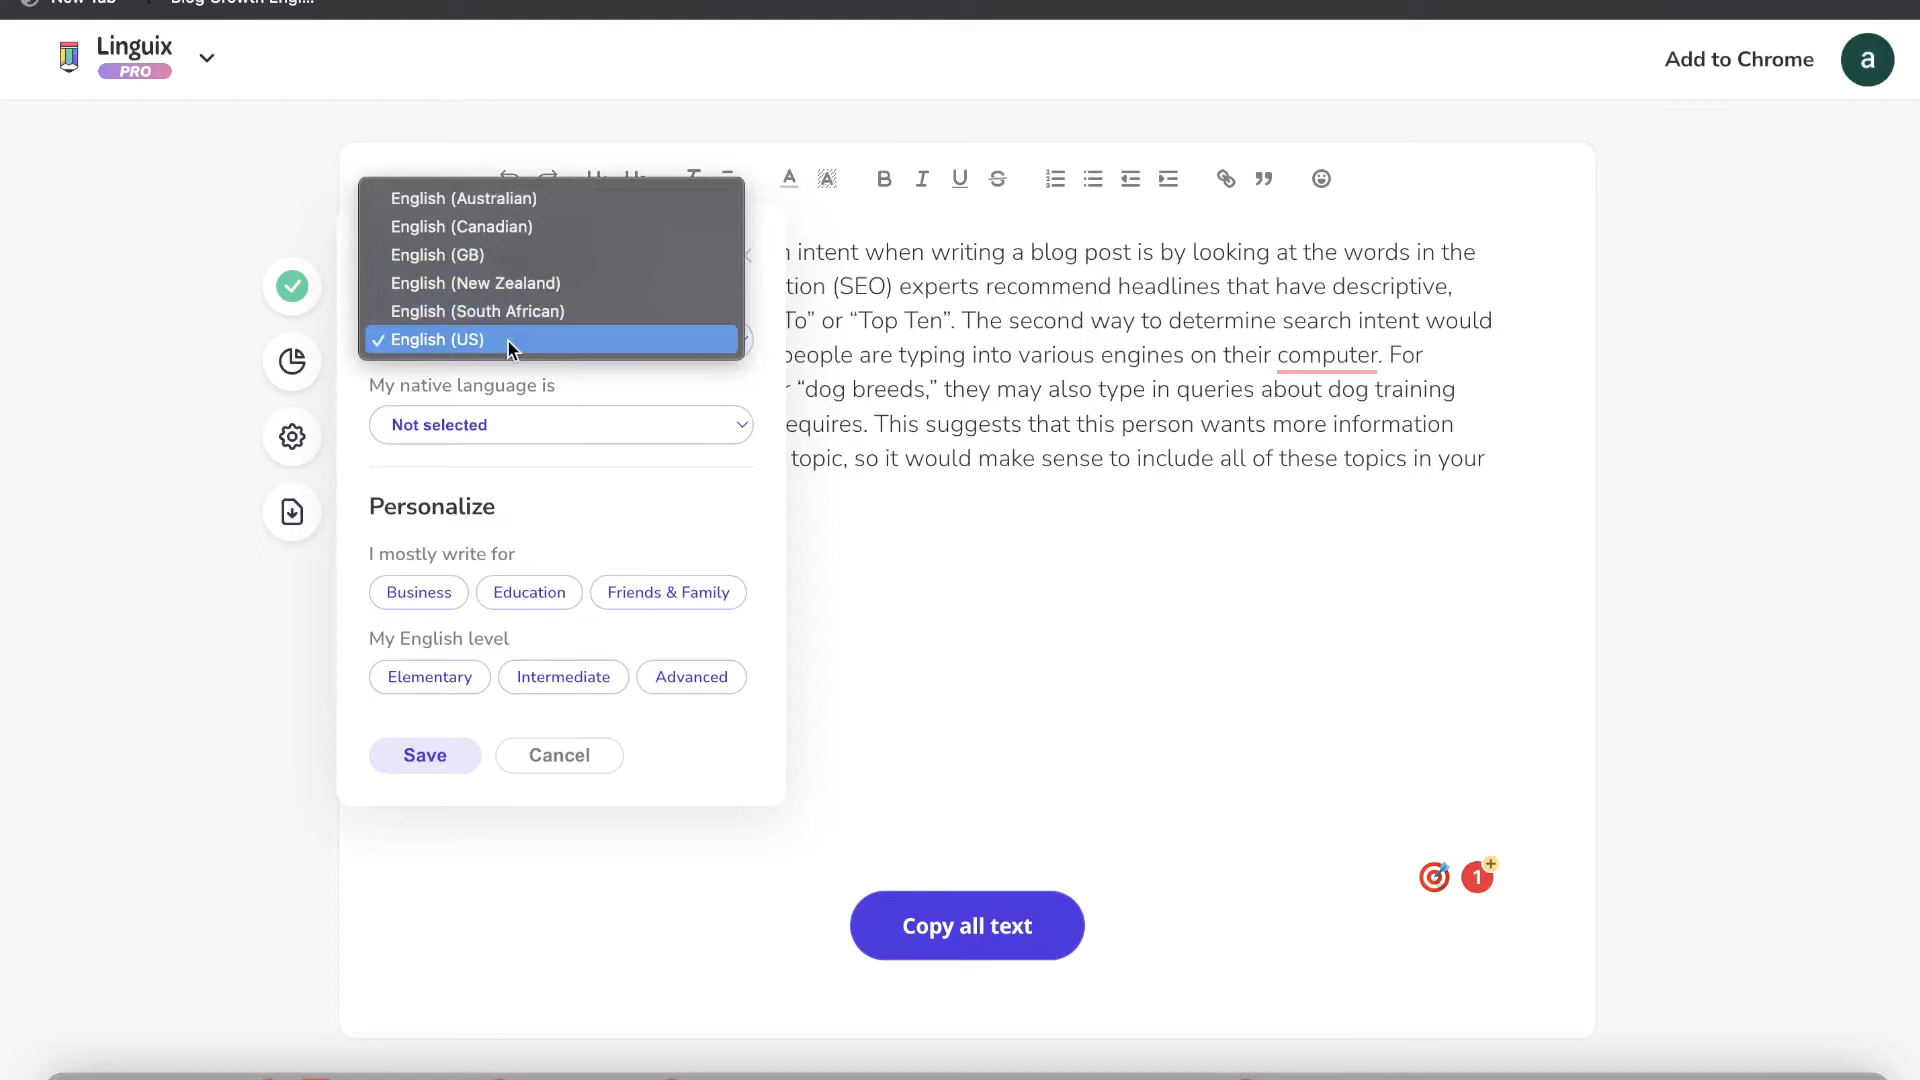 Linguix
PRO
Add to Chrome
a
English (Australian)
English (Canadian)
English (GB)
English (New Zealand)
English (South African)
✓ English (US)
My native language is
Not selected
Personalize
I mostly write for
Business Education Friends & Family
My English level
Elementary Intermediate Advanced
Save Cancel
intent when writing a blog post is by looking at the words in the
(SEO) experts recommend headlines that have descriptive,
To” or “Top Ten”. The second way to determine search intent would
people are typing into various engines on their computer. For
“dog breeds,” they may also type in queries about dog training
This suggests that this person wants more information
topic, so it would make sense to include all of these topics in your
1
Copy all text